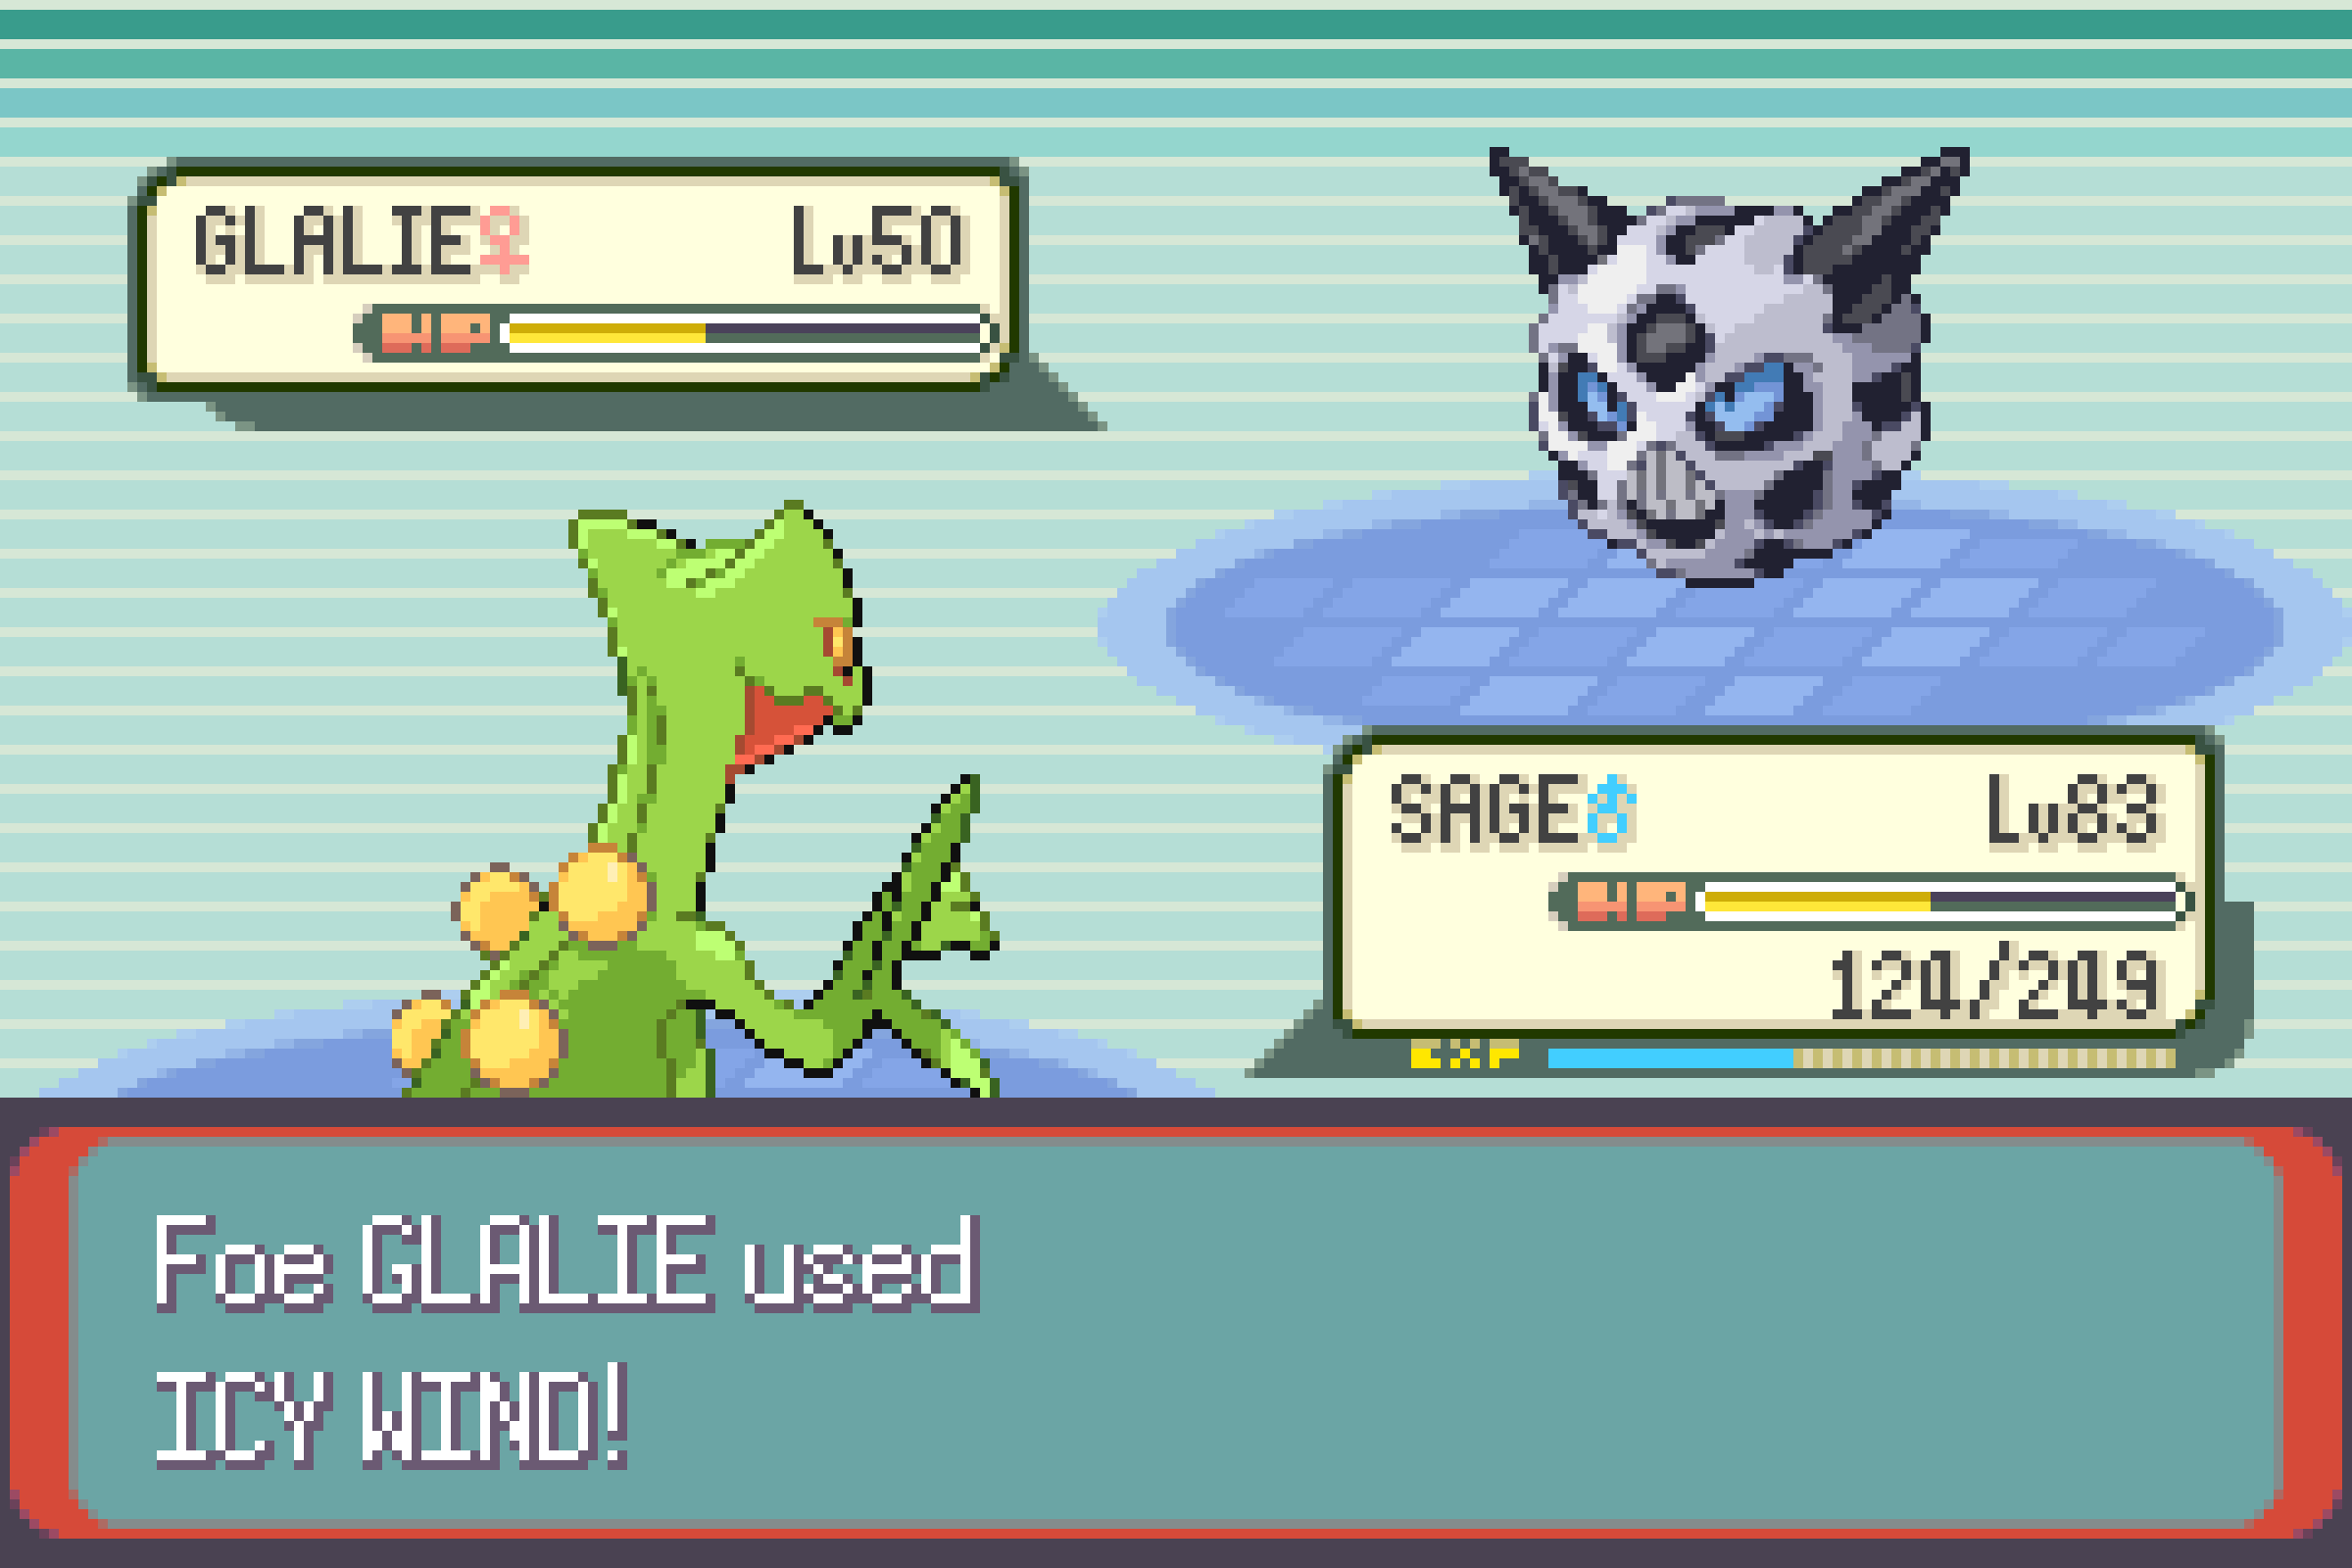 GLALIE♀ Lv50
HP
SAGE♂ Lv83
HP
124/249
EXP
Foe GLALIE used
ICY WIND!